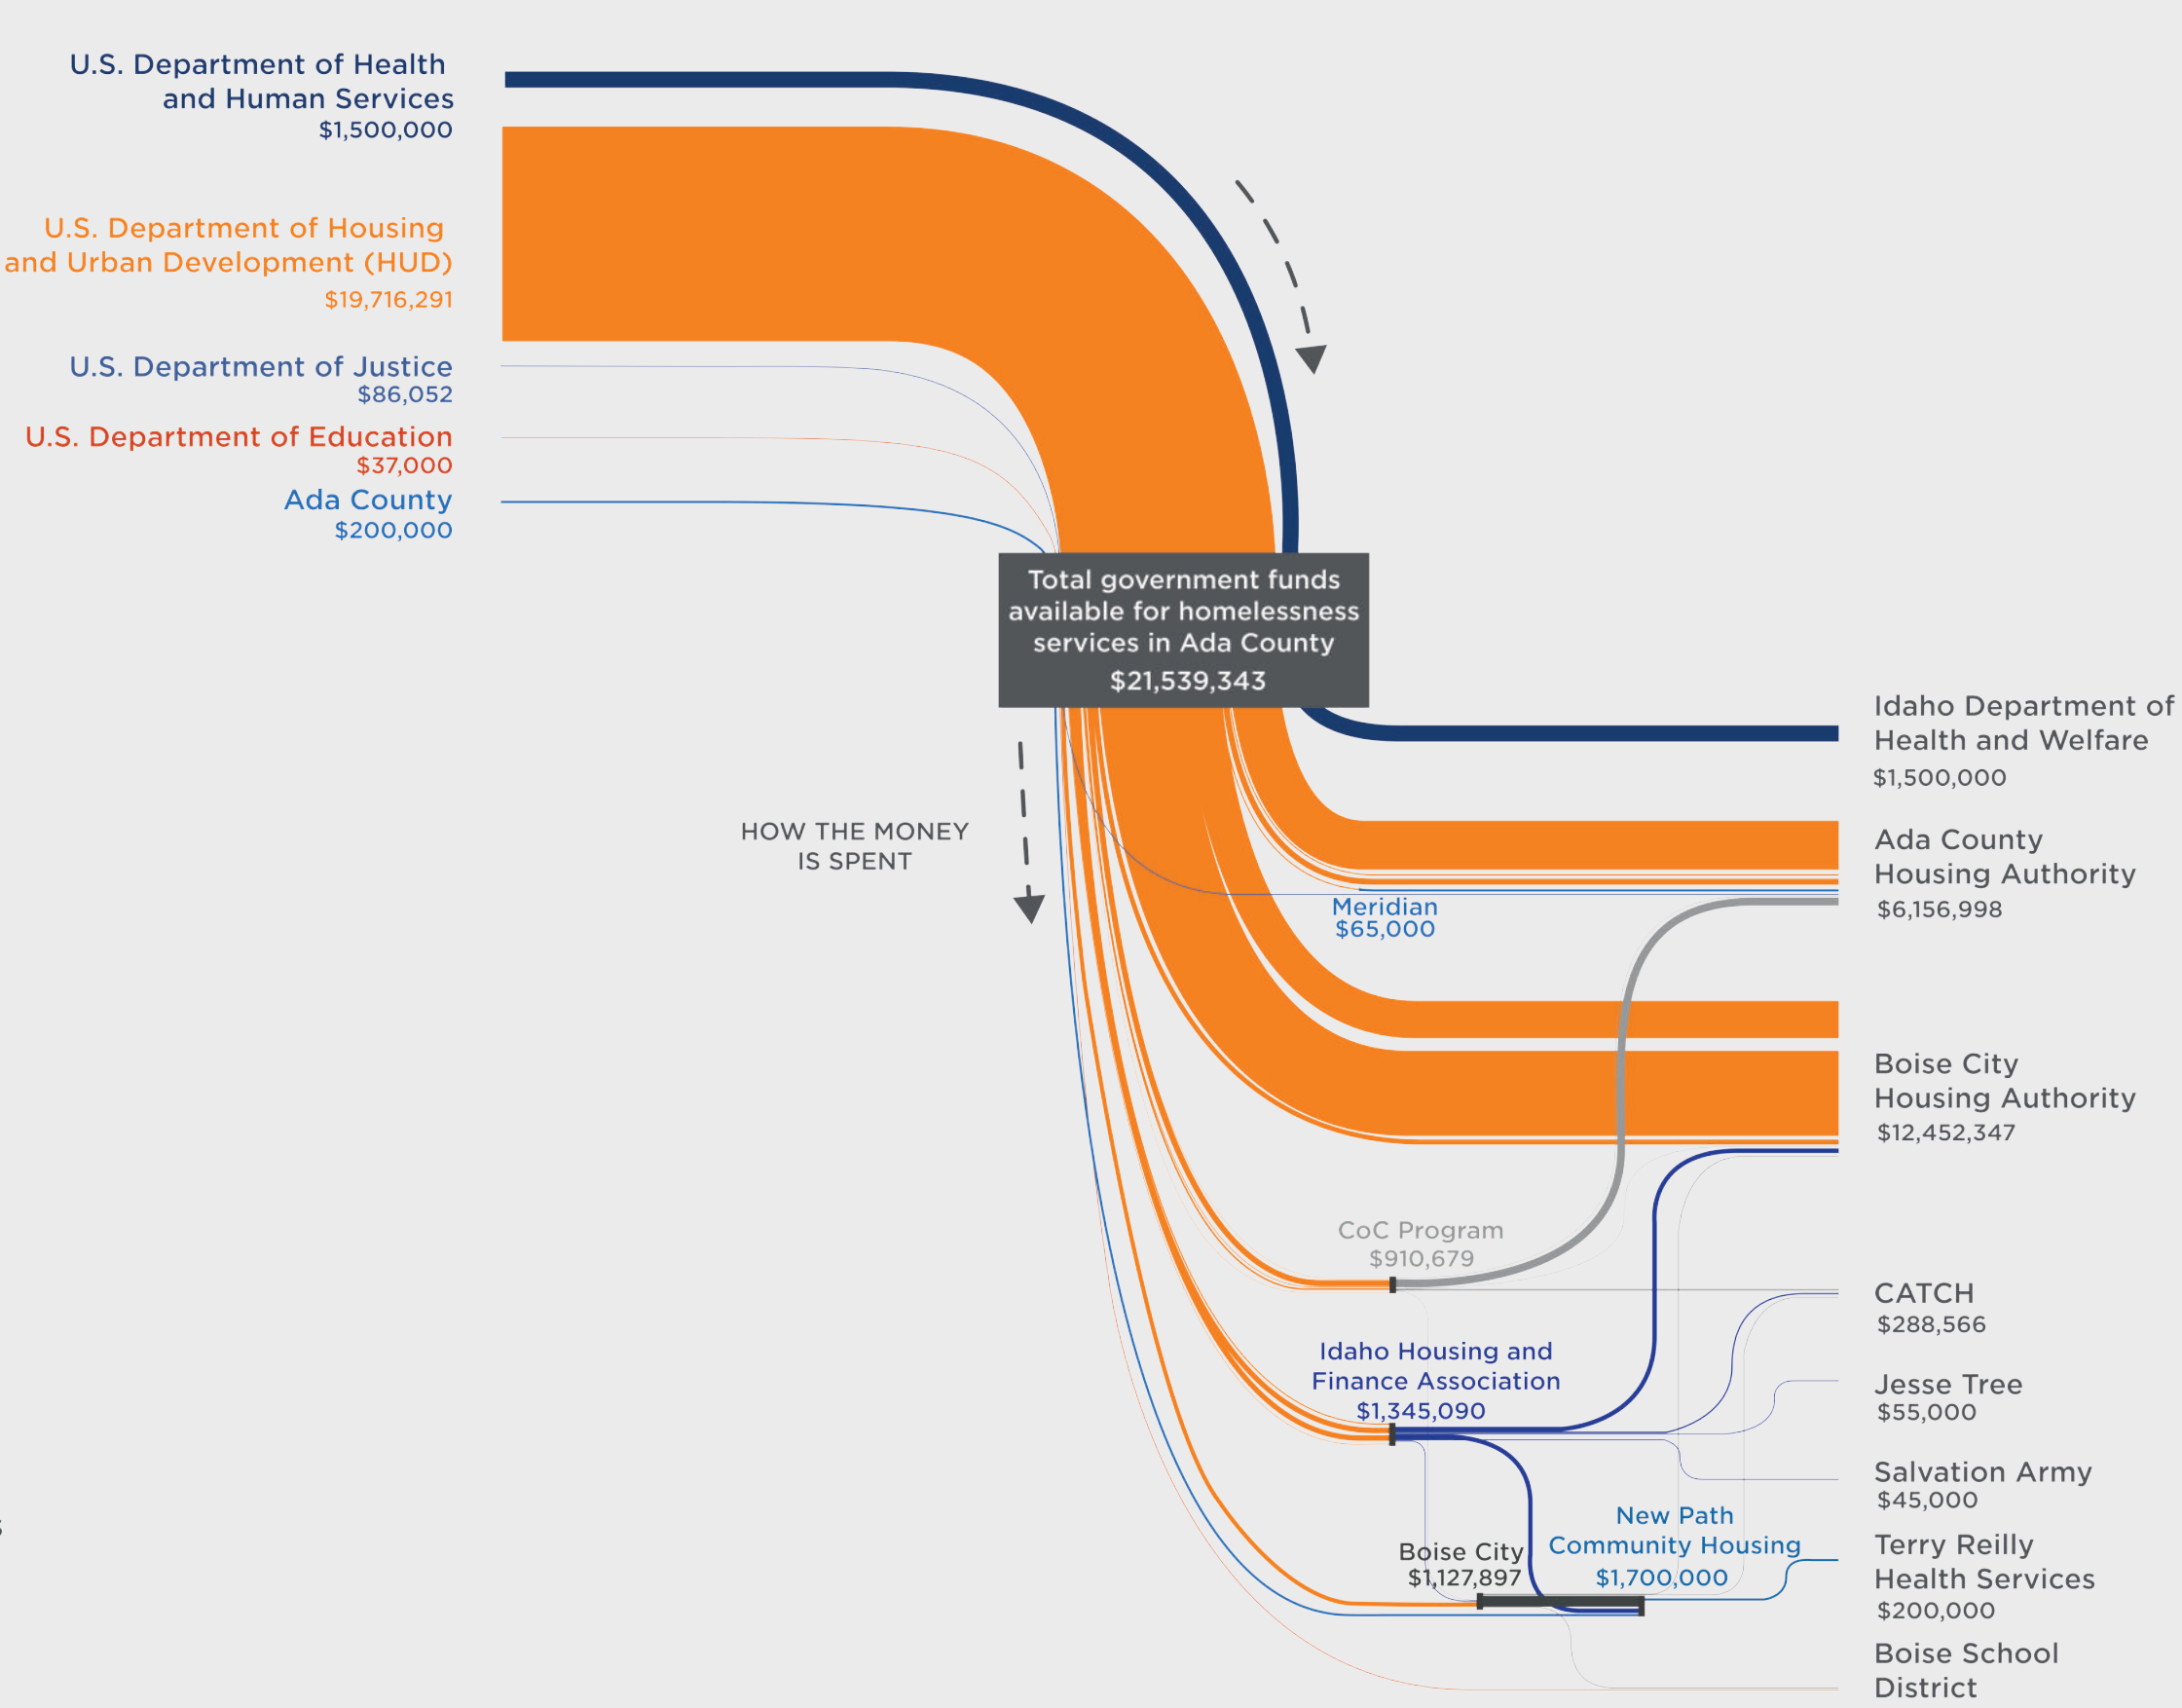 U.S. Department of Health
and Human Services
$1,500,000
U.S. Department of Housing
and Urban Development (HUD)
$19,716,291
U.S. Department of Justice
$86,052
U.S. Department of Education
$37,000
Ada County
$200,000
Total government funds
available for homelessness
services in Ada County
$21,539,343
HOW THE MONEY
IS SPENT
Idaho Department of
Health and Welfare
$1,500,000
Ada County
Housing Authority
$6,156,998
Meridian
$65,000
Boise City
Housing Authority
$12,452,347
CoC Program
$910,679
CATCH
$288,566
Idaho Housing and
Finance Association
$1,345,090
Jesse Tree
$55,000
Salvation Army
$45,000
Boise City
$1,127,897
New Path
Community Housing
$1,700,000
Terry Reilly
Health Services
$200,000
Boise School
District